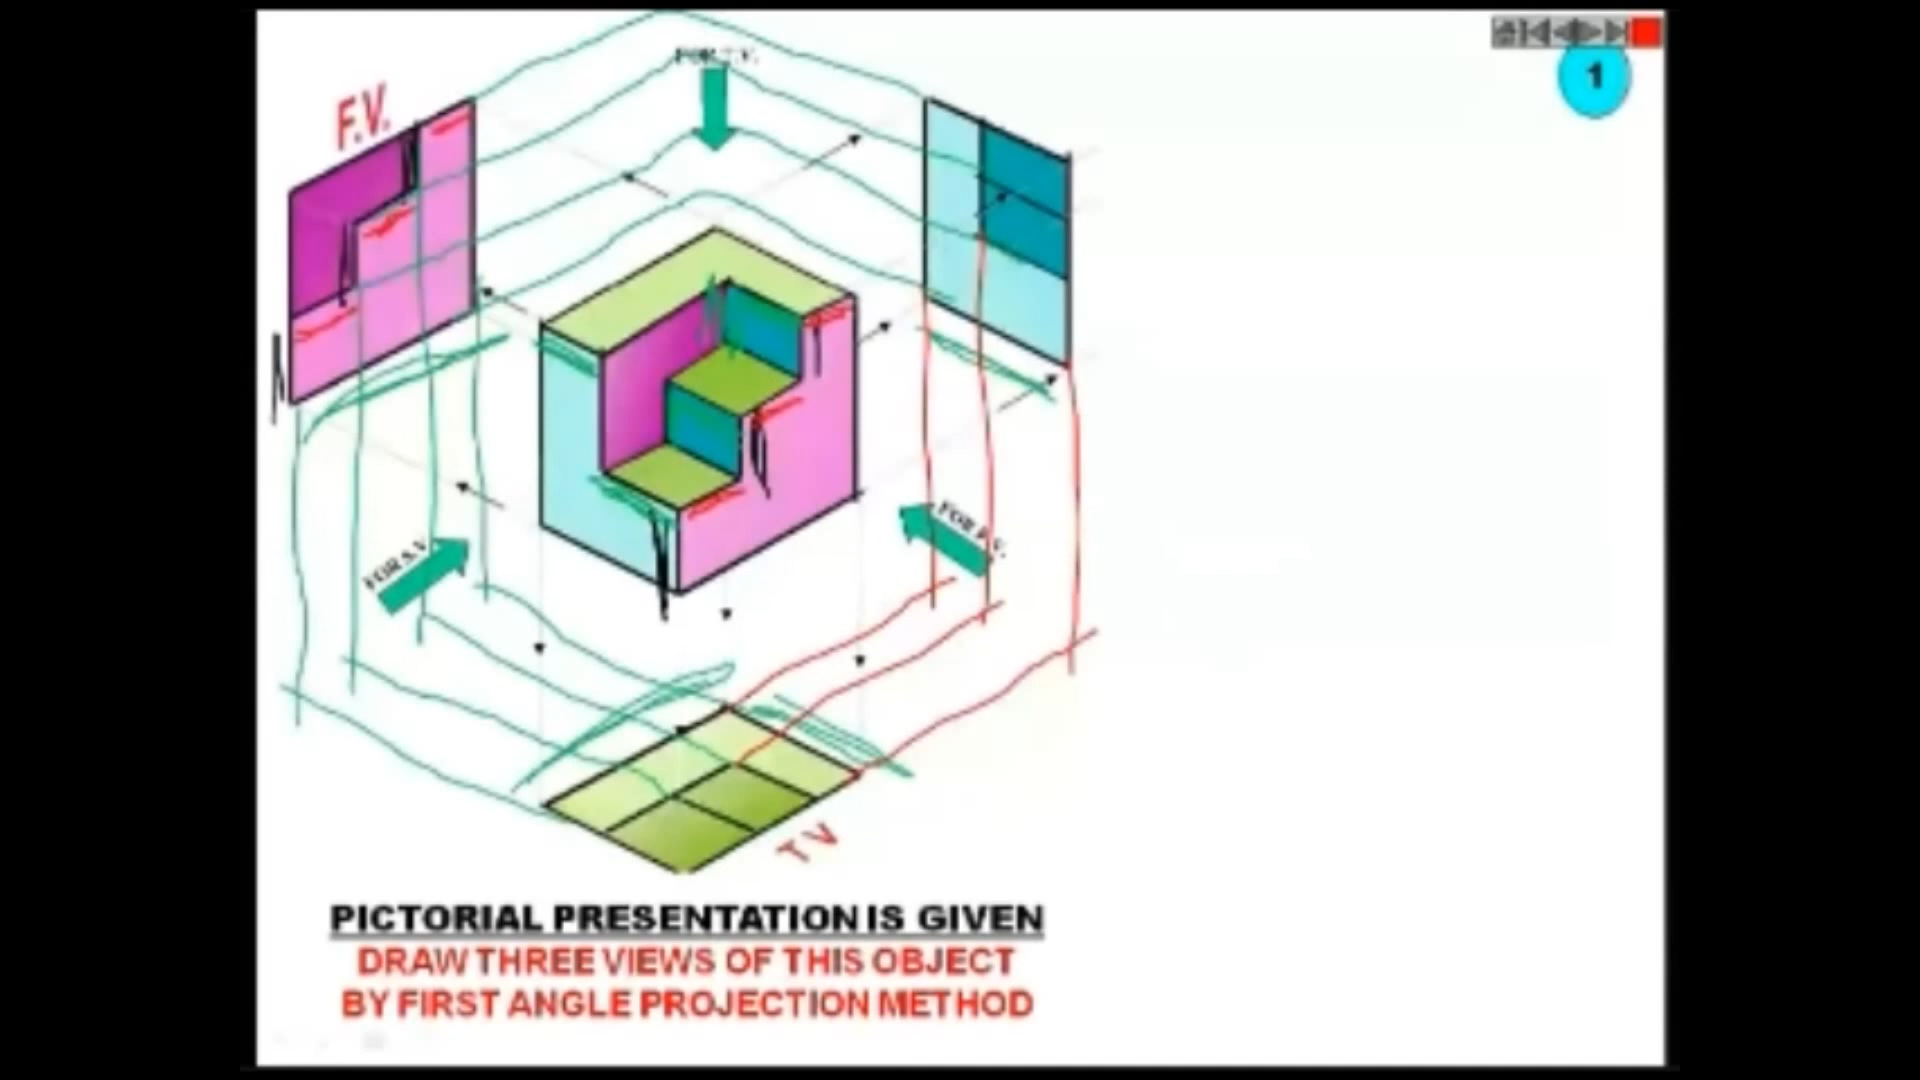 FOR T.V.
1
F.V.
FOR S.V.
FOR F.V.
T V
PICTORIAL PRESENTATION IS GIVEN
DRAW THREE VIEWS OF THIS OBJECT
BY FIRST ANGLE PROJECTION METHOD